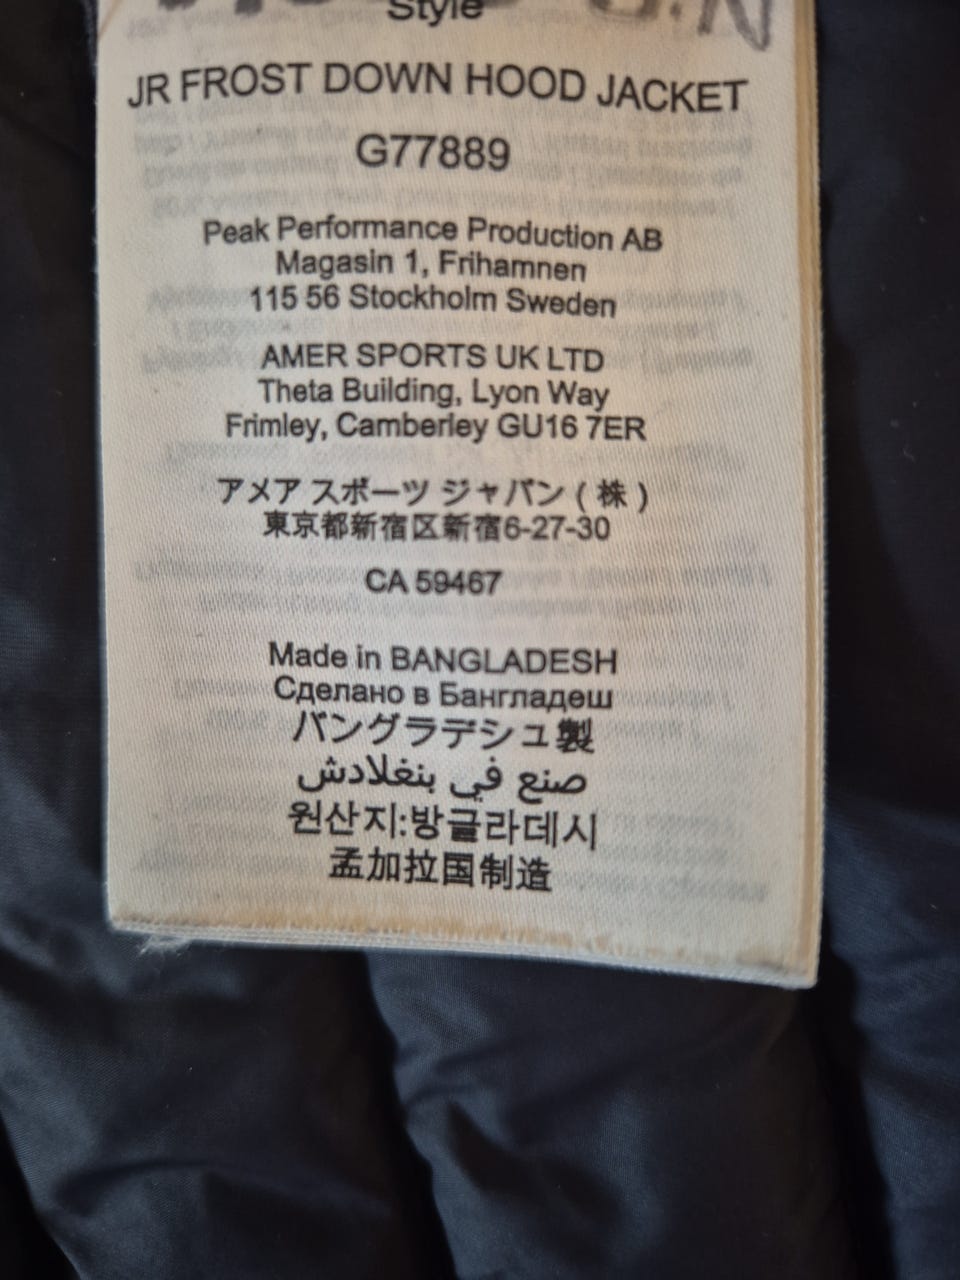 Style
JR FROST DOWN HOOD JACKET
G77889
Peak Performance Production AB
Magasin 1, Frihamnen
115 56 Stockholm Sweden
AMER SPORTS UK LTD
Theta Building, Lyon Way
Frimley, Camberley GU16 7ER
アメア スポーツ ジャパン ( 株 )
東京都新宿区新宿6-27-30
CA 59467
Made in BANGLADESH
Сделано в Бангладеш
バングラデシュ製
صنع في بنغلادش
원산지:방글라데시
孟加拉国制造